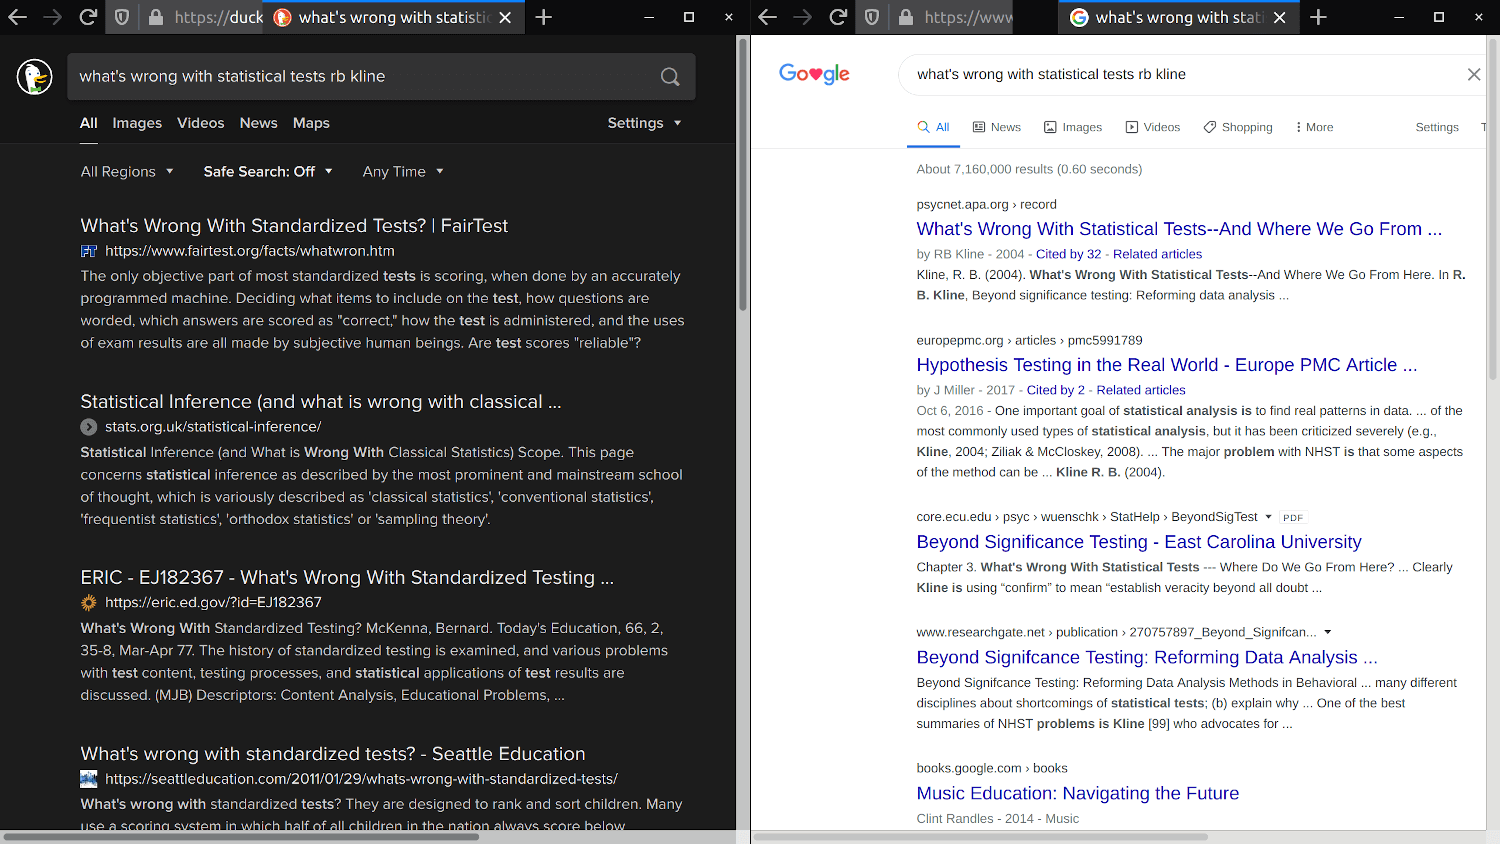 https://duck
what's wrong with statistic
what's wrong with statistical tests rb kline
All Images Videos News Maps Settings
All Regions Safe Search: Off Any Time
What's Wrong With Standardized Tests? | FairTest
FT https://www.fairtest.org/facts/whatwron.htm
The only objective part of most standardized tests is scoring, when done by an accurately
programmed machine. Deciding what items to include on the test, how questions are
worded, which answers are scored as "correct," how the test is administered, and the uses
of exam results are all made by subjective human beings. Are test scores "reliable"?
Statistical Inference (and what is wrong with classical ...
stats.org.uk/statistical-inference/
Statistical Inference (and What is Wrong With Classical Statistics) Scope. This page
concerns statistical inference as described by the most prominent and mainstream school
of thought, which is variously described as 'classical statistics', 'conventional statistics',
'frequentist statistics', 'orthodox statistics' or 'sampling theory'.
ERIC - EJ182367 - What's Wrong With Standardized Testing ...
https://eric.ed.gov/?id=EJ182367
What's Wrong With Standardized Testing? McKenna, Bernard. Today's Education, 66, 2,
35-8, Mar-Apr 77. The history of standardized testing is examined, and various problems
with test content, testing processes, and statistical applications of test results are
discussed. (MJB) Descriptors: Content Analysis, Educational Problems, ...
What's wrong with standardized tests? - Seattle Education
https://seattleducation.com/2011/01/29/whats-wrong-with-standardized-tests/
What's wrong with standardized tests? They are designed to rank and sort children. Many
use a scoring system in which half of all children in the nation always score below
https://www
what's wrong with stati
Google
what's wrong with statistical tests rb kline
All News Images Videos Shopping More Settings T
About 7,160,000 results (0.60 seconds)
psycnet.apa.org › record
What's Wrong With Statistical Tests--And Where We Go From ...
by RB Kline - 2004 - Cited by 32 - Related articles
Kline, R. B. (2004). What's Wrong With Statistical Tests--And Where We Go From Here. In R.
B. Kline, Beyond significance testing: Reforming data analysis ...
europepmc.org › articles › pmc5991789
Hypothesis Testing in the Real World - Europe PMC Article ...
by J Miller - 2017 - Cited by 2 - Related articles
Oct 6, 2016 - One important goal of statistical analysis is to find real patterns in data. ... of the
most commonly used types of statistical analysis, but it has been criticized severely (e.g.,
Kline, 2004; Ziliak & McCloskey, 2008). ... The major problem with NHST is that some aspects
of the method can be ... Kline R. B. (2004).
core.ecu.edu › psyc › wuenschk › StatHelp › BeyondSigTest PDF
Beyond Significance Testing - East Carolina University
Chapter 3. What's Wrong With Statistical Tests --- Where Do We Go From Here? ... Clearly
Kline is using “confirm” to mean “establish veracity beyond all doubt ...
www.researchgate.net › publication › 270757897_Beyond_Signifcan...
Beyond Signifcance Testing: Reforming Data Analysis ...
Beyond Signifcance Testing: Reforming Data Analysis Methods in Behavioral ... many different
disciplines about shortcomings of statistical tests; (b) explain why ... One of the best
summaries of NHST problems is Kline [99] who advocates for ...
books.google.com › books
Music Education: Navigating the Future
Clint Randles - 2014 - Music